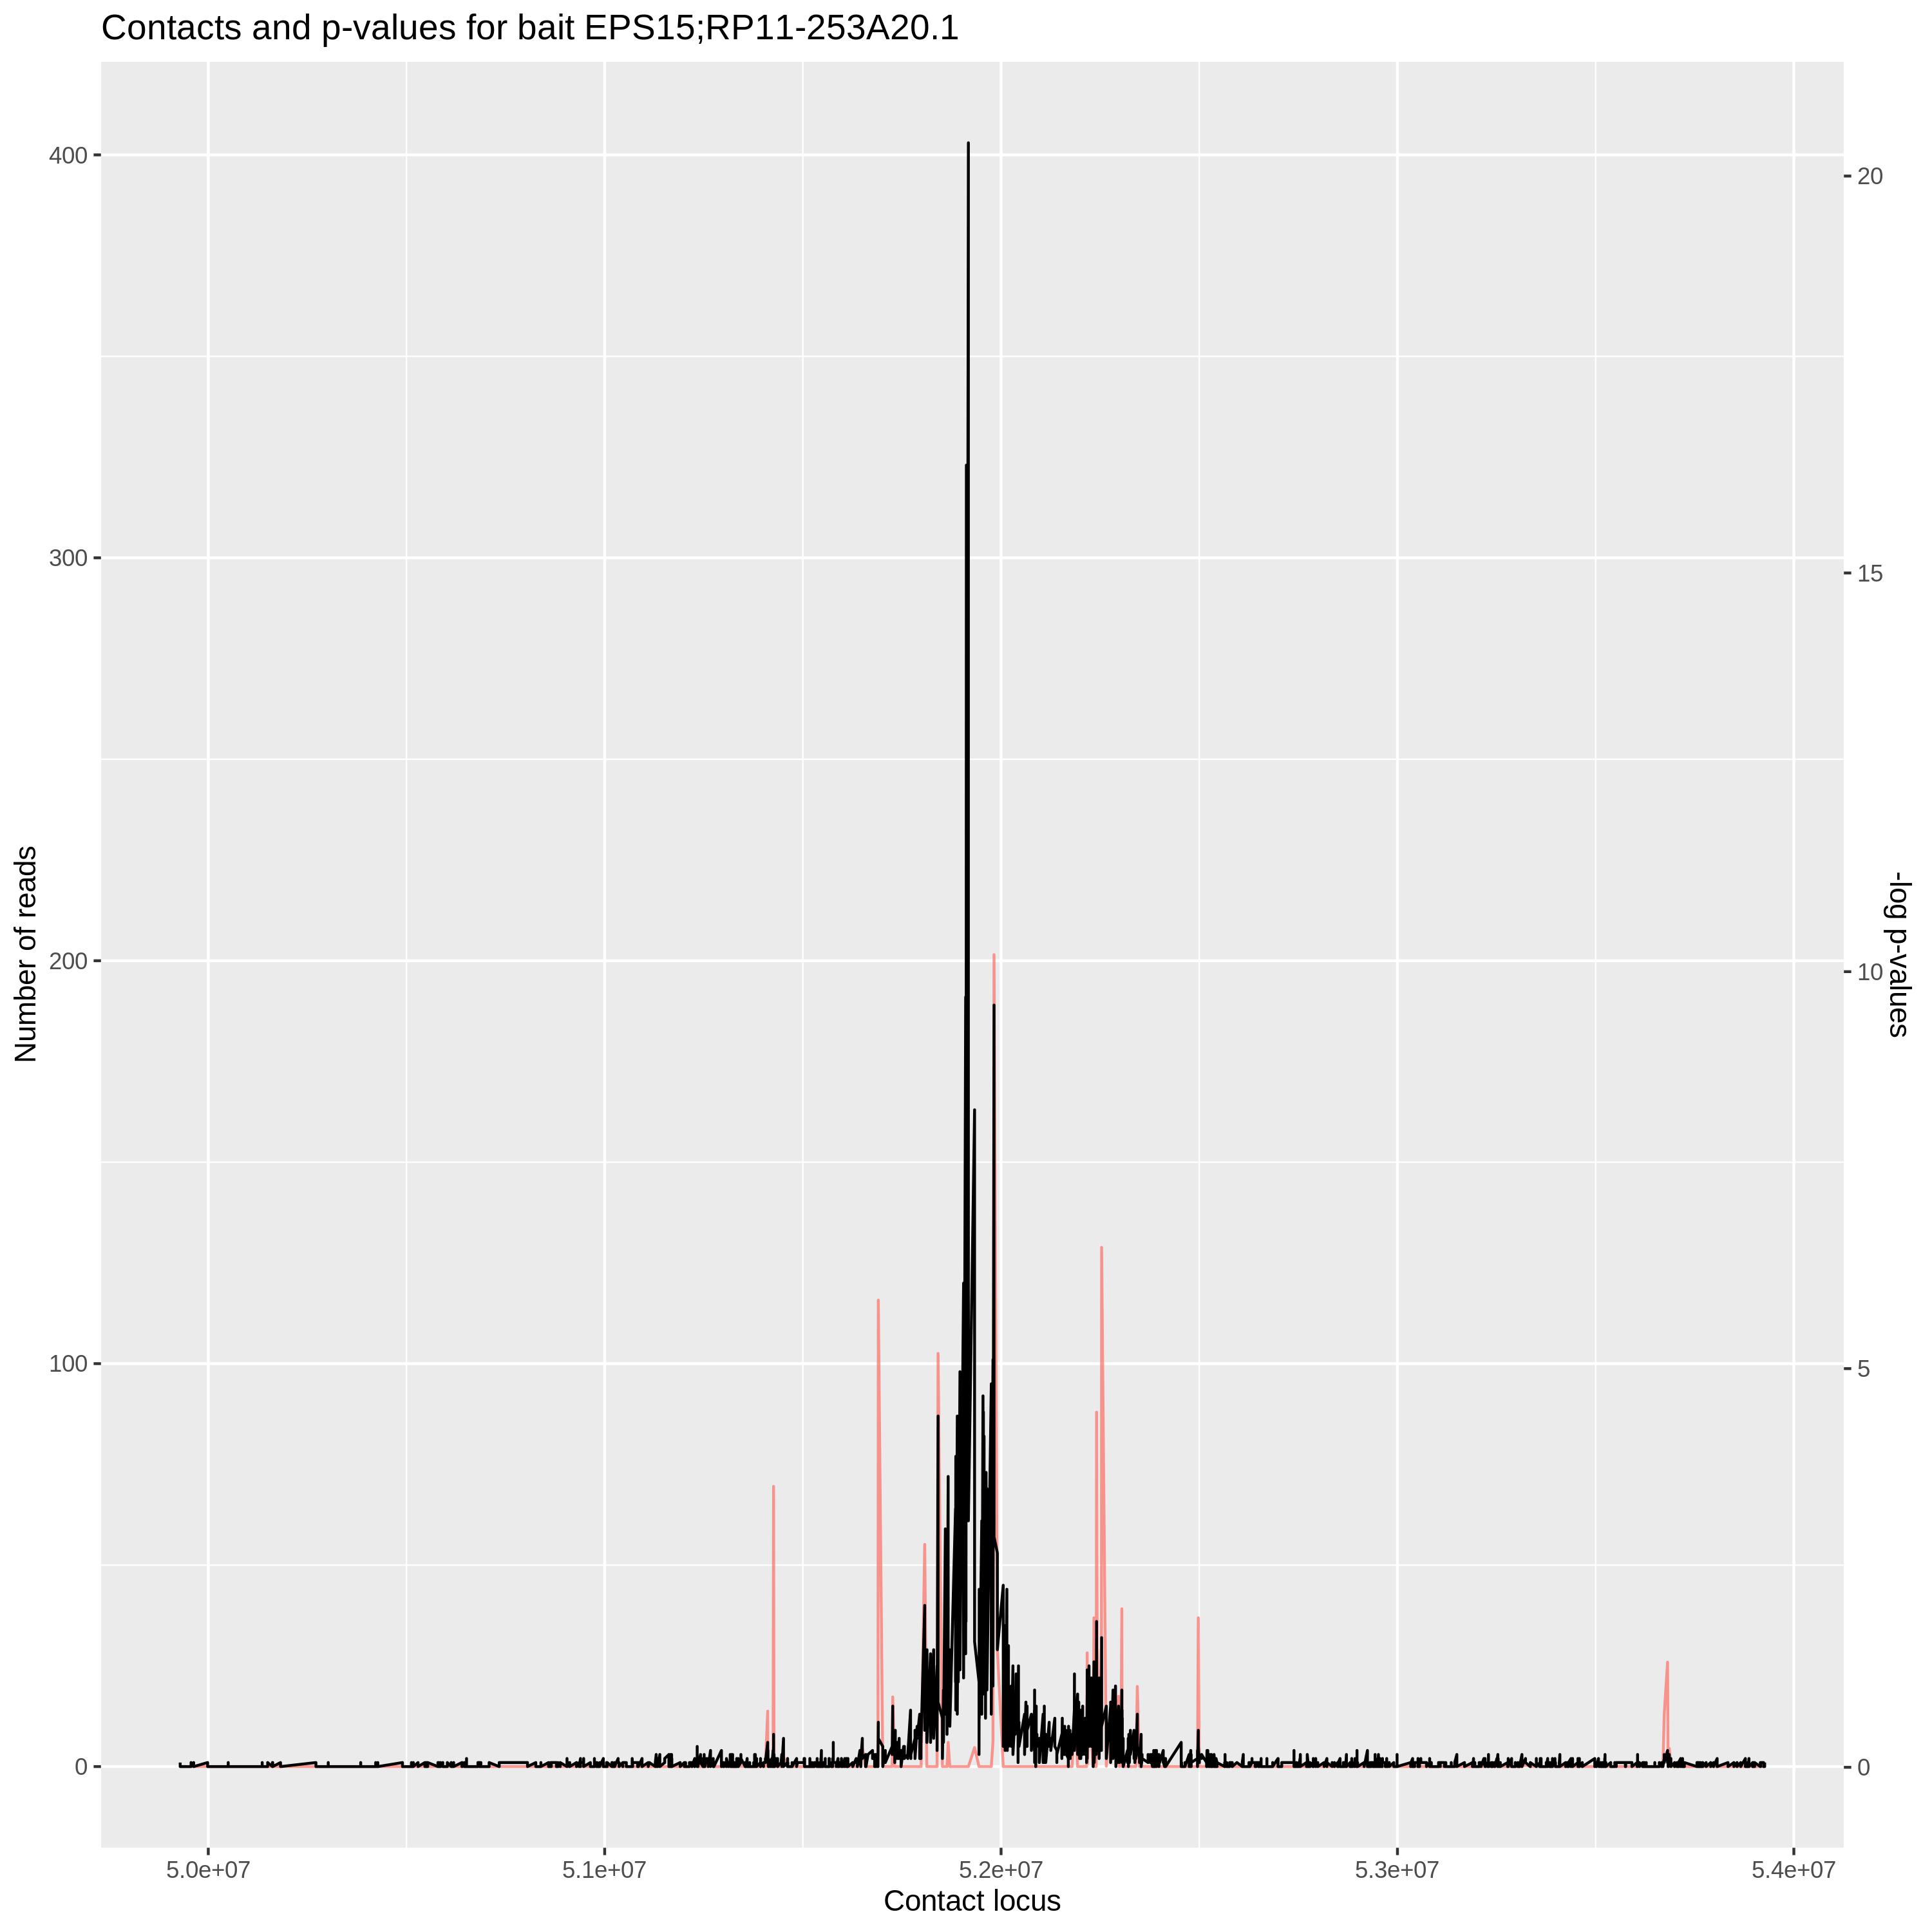 Contacts and p-values for bait EPS15;RP11-253A20.1
400
300
200
100
0
Number of reads
20
15
10
5
0
-log p-values
5.0e+07
5.1e+07
5.2e+07
5.3e+07
5.4e+07
Contact locus